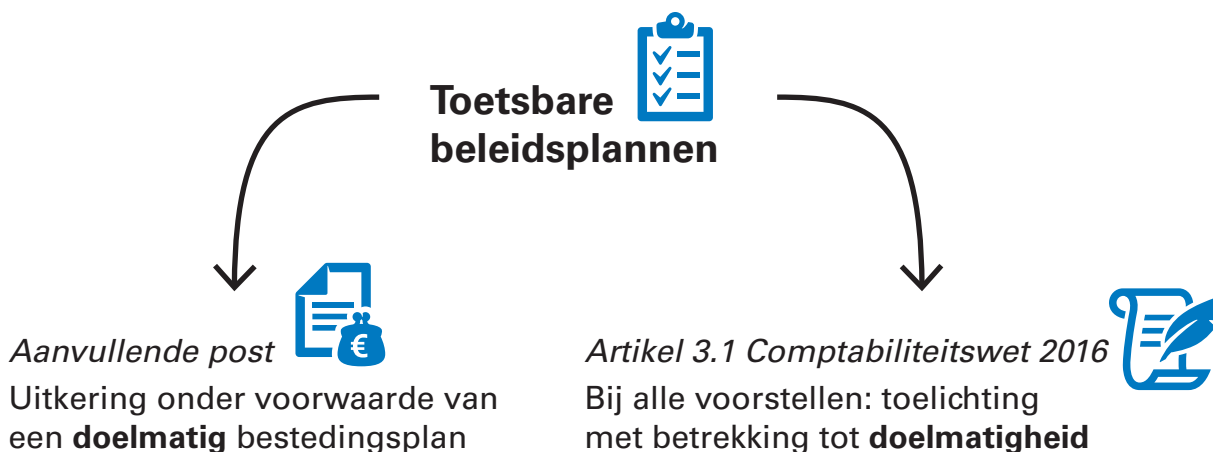 Toetsbare
beleidsplannen
Aanvullende post
€
Uitkering onder voorwaarde van
een doelmatig bestedingsplan
Artikel 3.1 Comptabiliteitswet 2016
Bij alle voorstellen: toelichting
met betrekking tot doelmatigheid